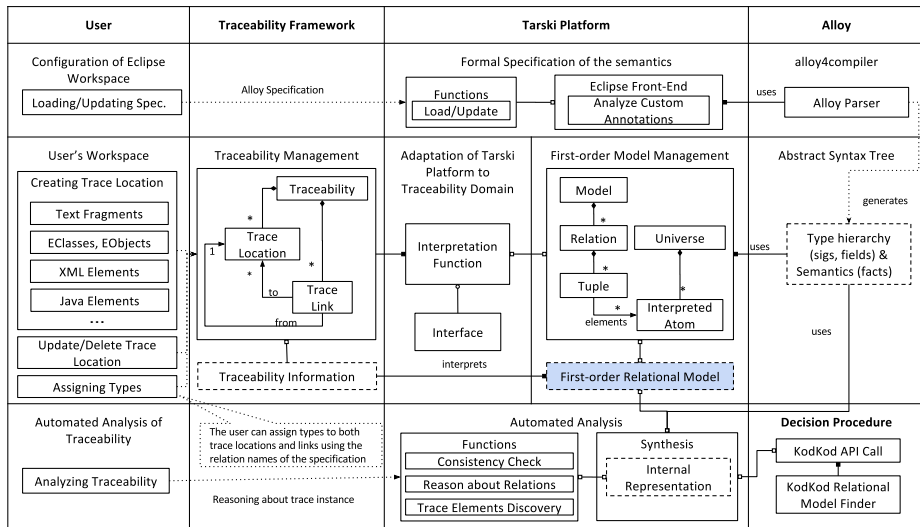 User
Traceability Framework
Tarski Platform
Alloy
Configuration of Eclipse
Workspace
Loading/Updating Spec.
Alloy Specification
Formal Specification of the semantics
Functions
Load/Update
Eclipse Front-End
Analyze Custom
Annotations
uses
alloy4compiler
Alloy Parser
User's Workspace
Creating Trace Location
Text Fragments
EClasses, EObjects
XML Elements
Java Elements
...
Update/Delete Trace
Location
Assigning Types
Traceability Management
Traceability
*
*
1
Trace
Location
*
to
Trace
Link
from
Traceability Information
Adaptation of Tarski
Platform to
Traceability Domain
Interpretation
Function
Interface
interprets
First-order Model Management
Model
*
Relation
Universe
*
Tuple
*
*
elements
Interpreted
Atom
First-order Relational Model
uses
Abstract Syntax Tree
generates
Type hierarchy
(sigs, fields) &
Semantics (facts)
uses
Automated Analysis of
Traceability
Analyzing Traceability
The user can assign types to both
trace locations and links using the
relation names of the specification
Reasoning about trace instance
Automated Analysis
Functions
Consistency Check
Reason about Relations
Trace Elements Discovery
Synthesis
Internal
Representation
Decision Procedure
KodKod API Call
KodKod Relational
Model Finder